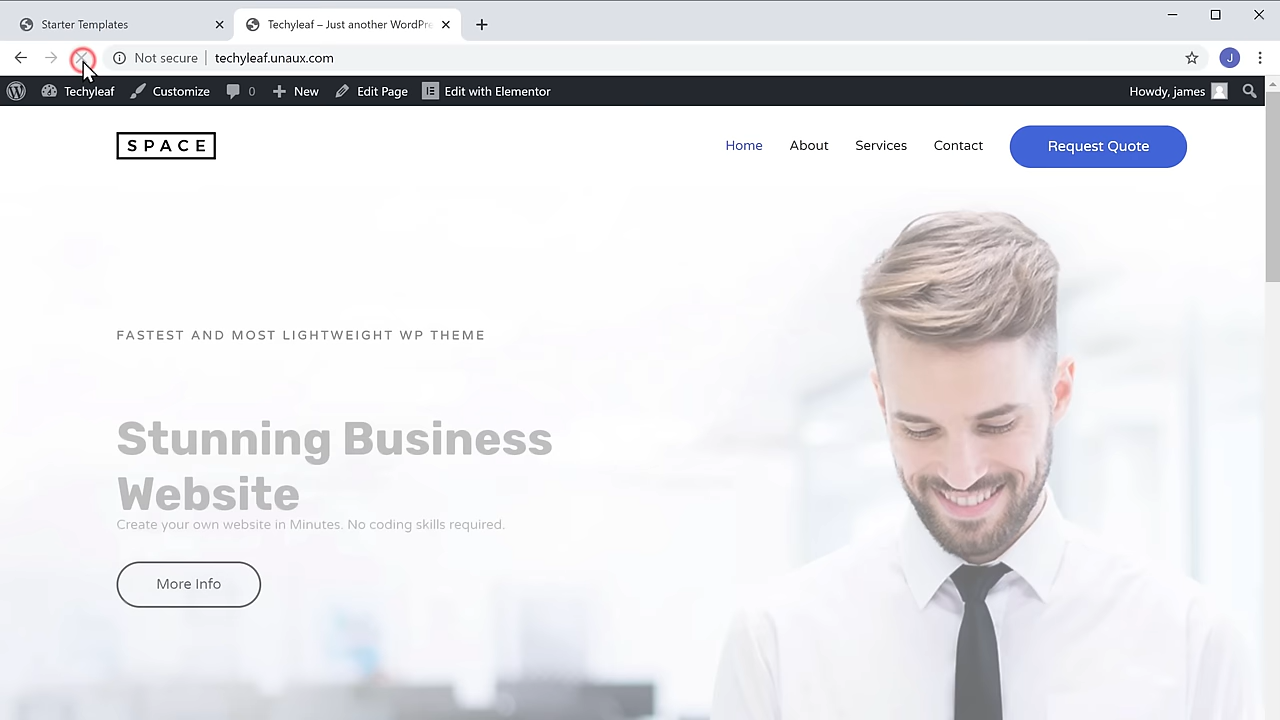 Starter Templates
Techyleaf – Just another WordPre
Not secure
techyleaf.unaux.com
J
Techyleaf
Customize
0
New
Edit Page
Edit with Elementor
Howdy, james
SPACE
Home
About
Services
Contact
Request Quote
FASTEST AND MOST LIGHTWEIGHT WP THEME
Stunning Business
Website
Create your own website in Minutes. No coding skills required.
More Info